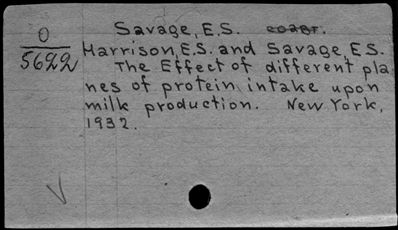 Savage, E.S. coaut.
O
5622
Harrison, E.S. and Savage, E.S.
The Effect of different pla
nes of protein intake upon
milk production. New York,
1932.